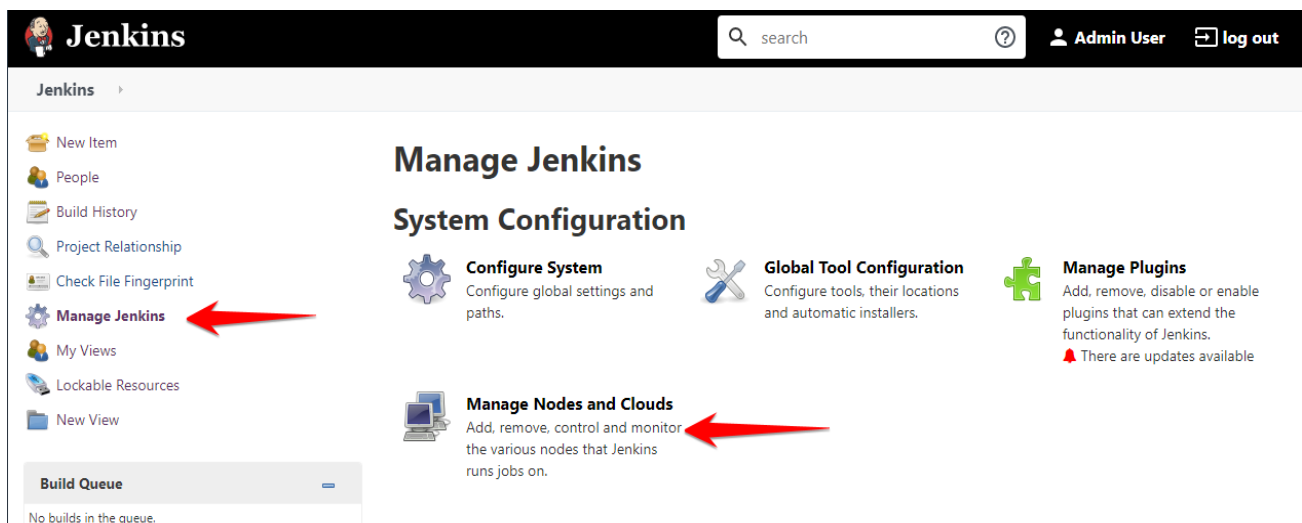 Jenkins
search
Admin User
log out
Jenkins
New Item
People
Build History
Project Relationship
Check File Fingerprint
Manage Jenkins
My Views
Lockable Resources
New View
Build Queue
No builds in the queue.
Manage Jenkins
System Configuration
Configure System
Configure global settings and
paths.
Global Tool Configuration
Configure tools, their locations
and automatic installers.
Manage Plugins
Add, remove, disable or enable
plugins that can extend the
functionality of Jenkins.
There are updates available
Manage Nodes and Clouds
Add, remove, control and monitor
the various nodes that Jenkins
runs jobs on.